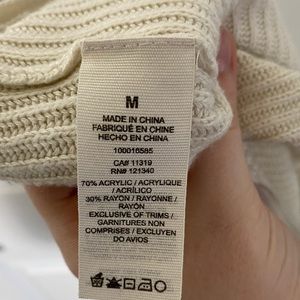 M
MADE IN CHINA
FABRIQUÉ EN CHINE
HECHO EN CHINA
100016585
CA# 11319
RN# 121340
70% ACRYLIC / ACRYLIQUE
/ ACRÍLICO
30% RAYON / RAYONNE /
RAYÓN
EXCLUSIVE OF TRIMS /
GARNITURES NON
COMPRISES / EXCLUYEN
DO AVIOS